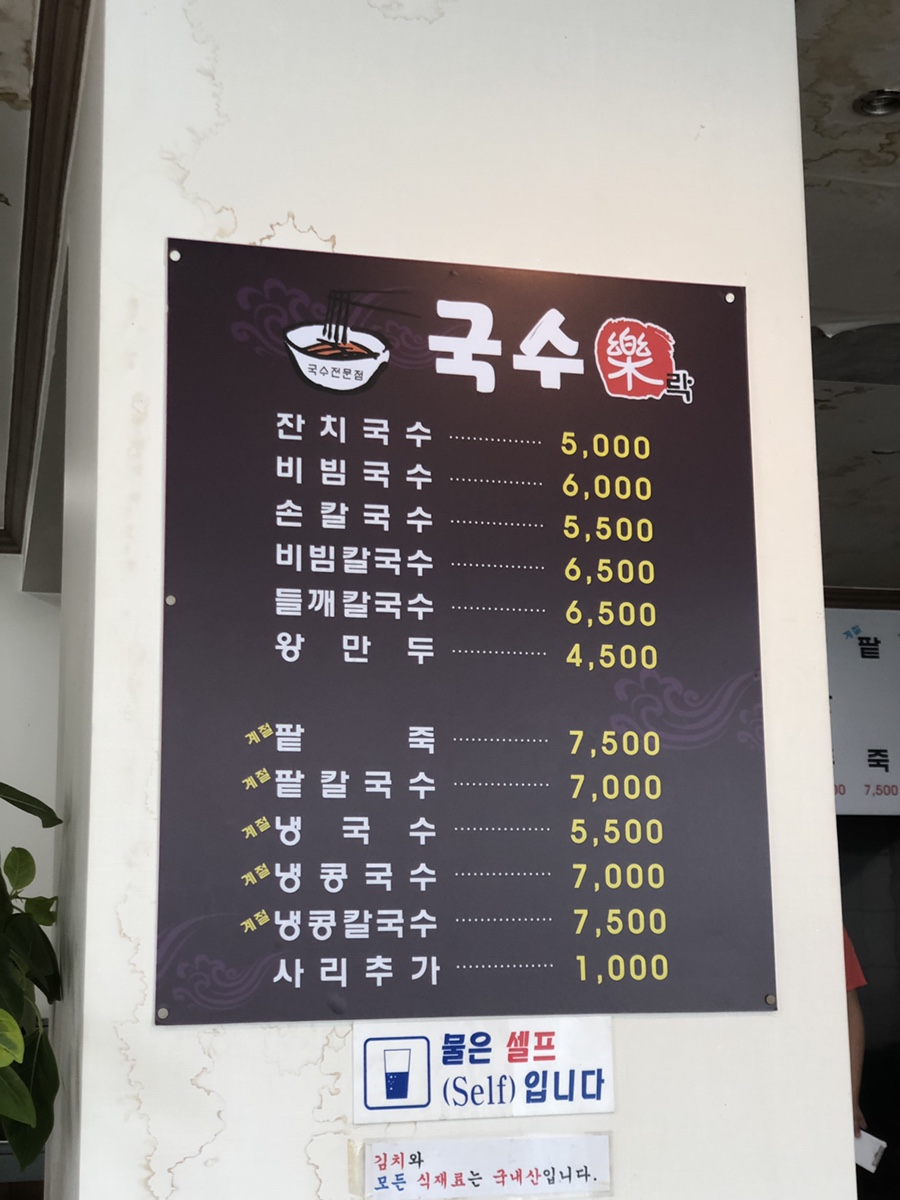 국수전문점
국수 樂 락
잔치국수 5,000
비빔국수 6,000
손칼국수 5,500
비빔칼국수 6,500
들깨칼국수 6,500
왕만두 4,500
계절 팥죽 7,500
계절 팥칼국수 7,000
계절 냉국수 5,500
계절 냉콩국수 7,000
계절 냉콩칼국수 7,500
사리추가 1,000
물은 셀프
(Self) 입니다
김치와
모든 식재료는 국내산입니다.
계절 팥
죽
7,500